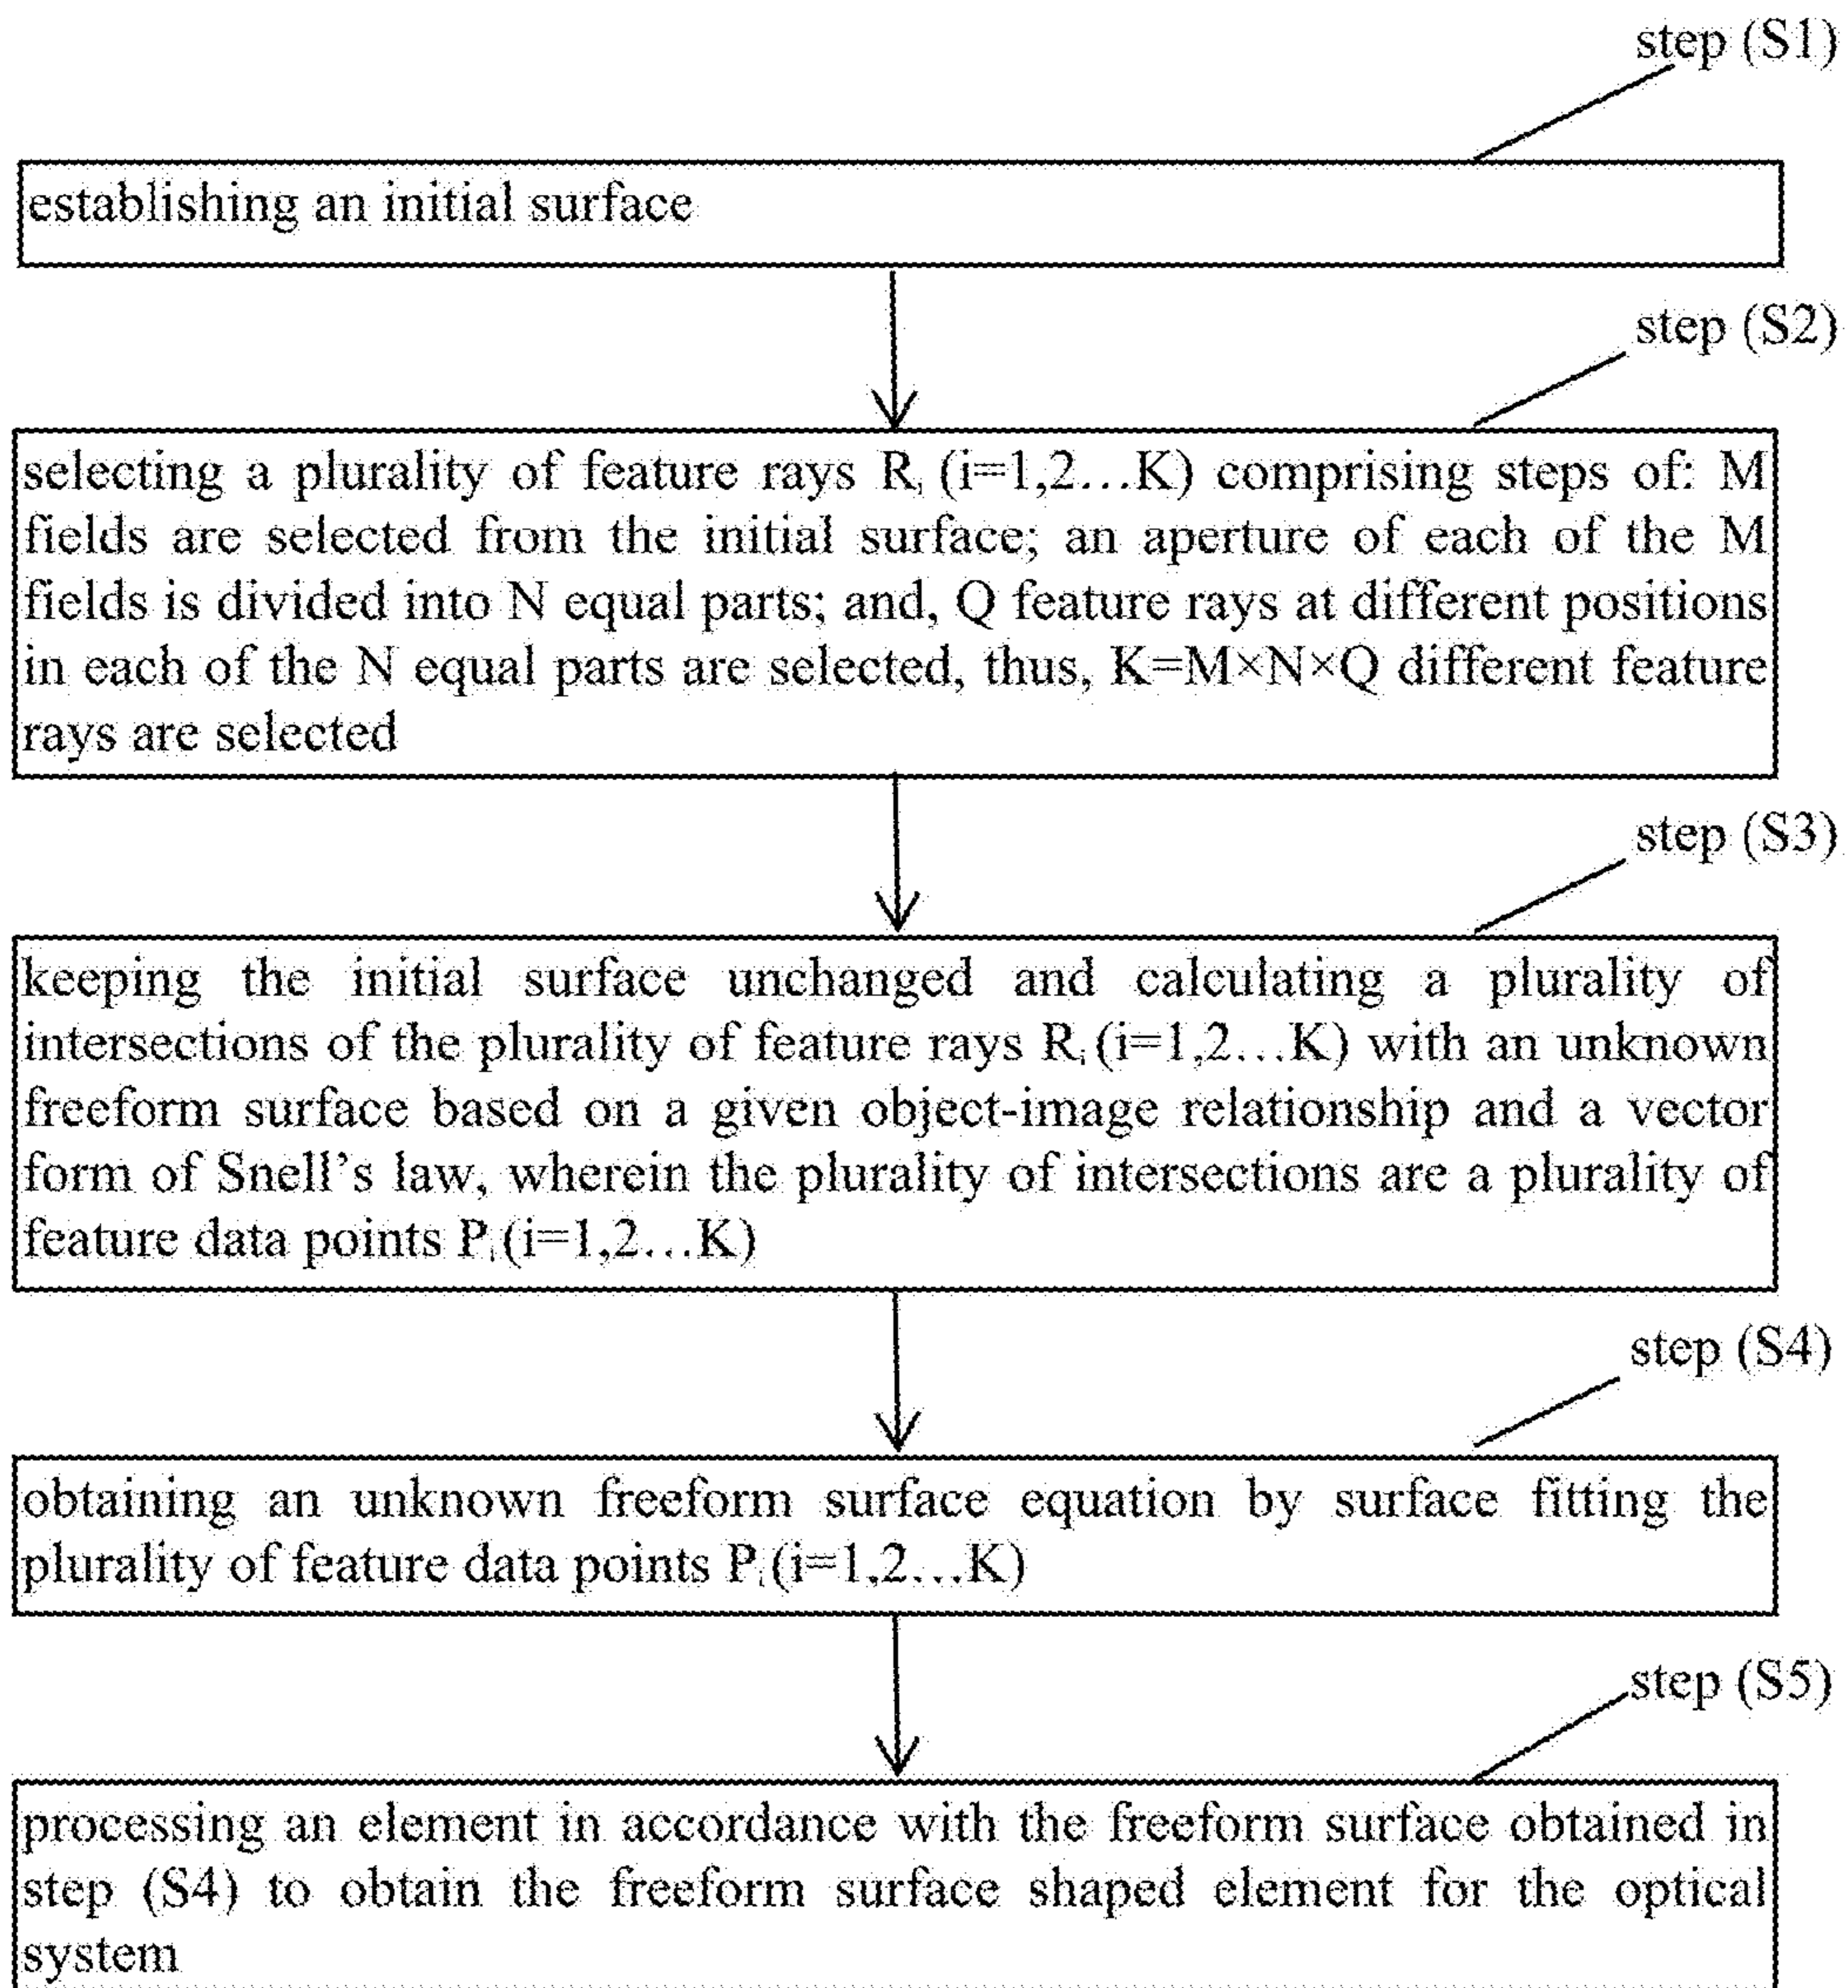 step (S1)
establishing an initial surface
step (S2)
selecting a plurality of feature rays Rᵢ (i=1,2...K) comprising steps of: M
fields are selected from the initial surface; an aperture of each of the M
fields is divided into N equal parts; and, Q feature rays at different positions
in each of the N equal parts are selected, thus, K=M×N×Q different feature
rays are selected
step (S3)
keeping the initial surface unchanged and calculating a plurality of
intersections of the plurality of feature rays Rᵢ (i=1,2...K) with an unknown
freeform surface based on a given object-image relationship and a vector
form of Snell's law, wherein the plurality of intersections are a plurality of
feature data points Pᵢ (i=1,2...K)
step (S4)
obtaining an unknown freeform surface equation by surface fitting the
plurality of feature data points Pᵢ (i=1,2...K)
step (S5)
processing an element in accordance with the freeform surface obtained in
step (S4) to obtain the freeform surface shaped element for the optical
system